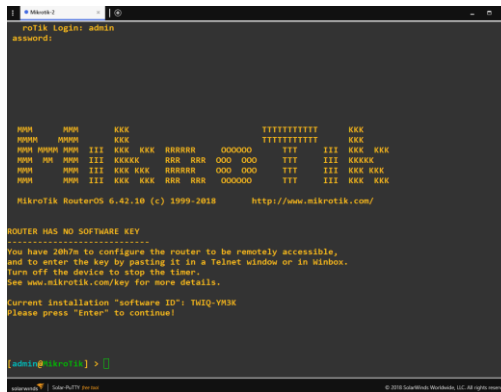 Mikrotik-2
roTik Login: admin
assword:
MMM MMM KKK TTTTTTTTTTT KKK
MMMM MMMM KKK TTTTTTTTTTT KKK
MMM MMMM MMM III KKK KKK RRRRRR OOOOOO TTT III KKK KKK
MMM MM MMM III KKKKK RRR RRR OOO OOO TTT III KKKKK
MMM MMM III KKK KKK RRRRRR OOO OOO TTT III KKK KKK
MMM MMM III KKK KKK RRR RRR OOOOOO TTT III KKK KKK
MikroTik RouterOS 6.42.10 (c) 1999-2018 http://www.mikrotik.com/
ROUTER HAS NO SOFTWARE KEY
----------------------------
You have 20h7m to configure the router to be remotely accessible,
and to enter the key by pasting it in a Telnet window or in Winbox.
Turn off the device to stop the timer.
See www.mikrotik.com/key for more details.
Current installation "software ID": TWIQ-YM3K
Please press "Enter" to continue!
[admin@MikroTik] >
solarwinds Solar-PuTTY free tool © 2018 SolarWinds Worldwide, LLC. All rights reser